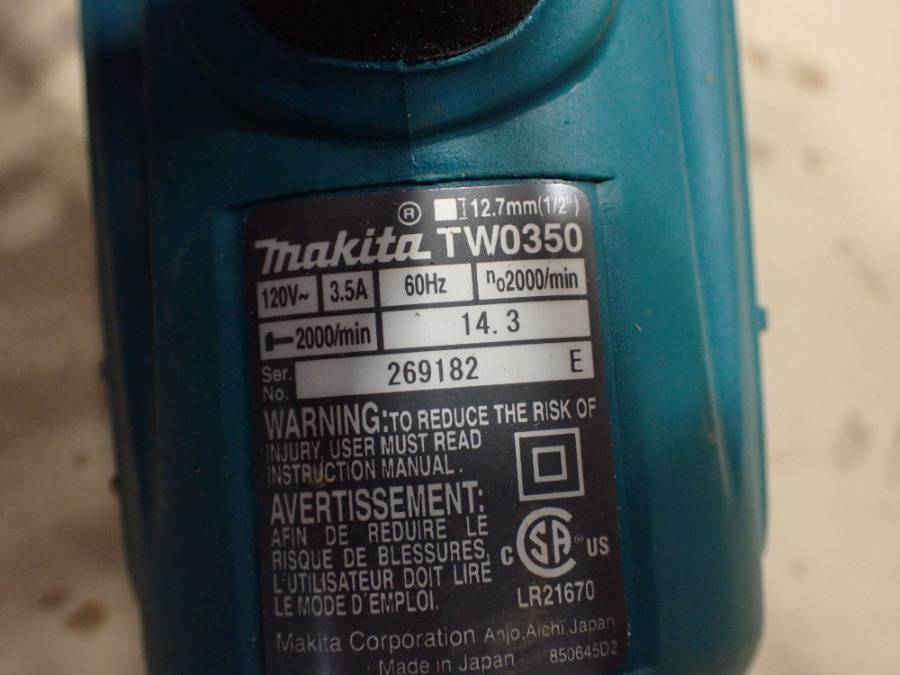 ® 12.7mm(1/2")
makita TW0350
120V~ 3.5A 60Hz n₀2000/min
2000/min 14.3
Ser. No. 269182 E
WARNING: TO REDUCE THE RISK OF
INJURY, USER MUST READ
INSTRUCTION MANUAL.
AVERTISSEMENT:
AFIN DE REDUIRE LE
RISQUE DE BLESSURES,
L'UTILISATEUR DOIT LIRE
LE MODE D'EMPLOI.
C SA ® US
LR21670
Makita Corporation Anjo, Aichi Japan
Made in Japan 850645D2